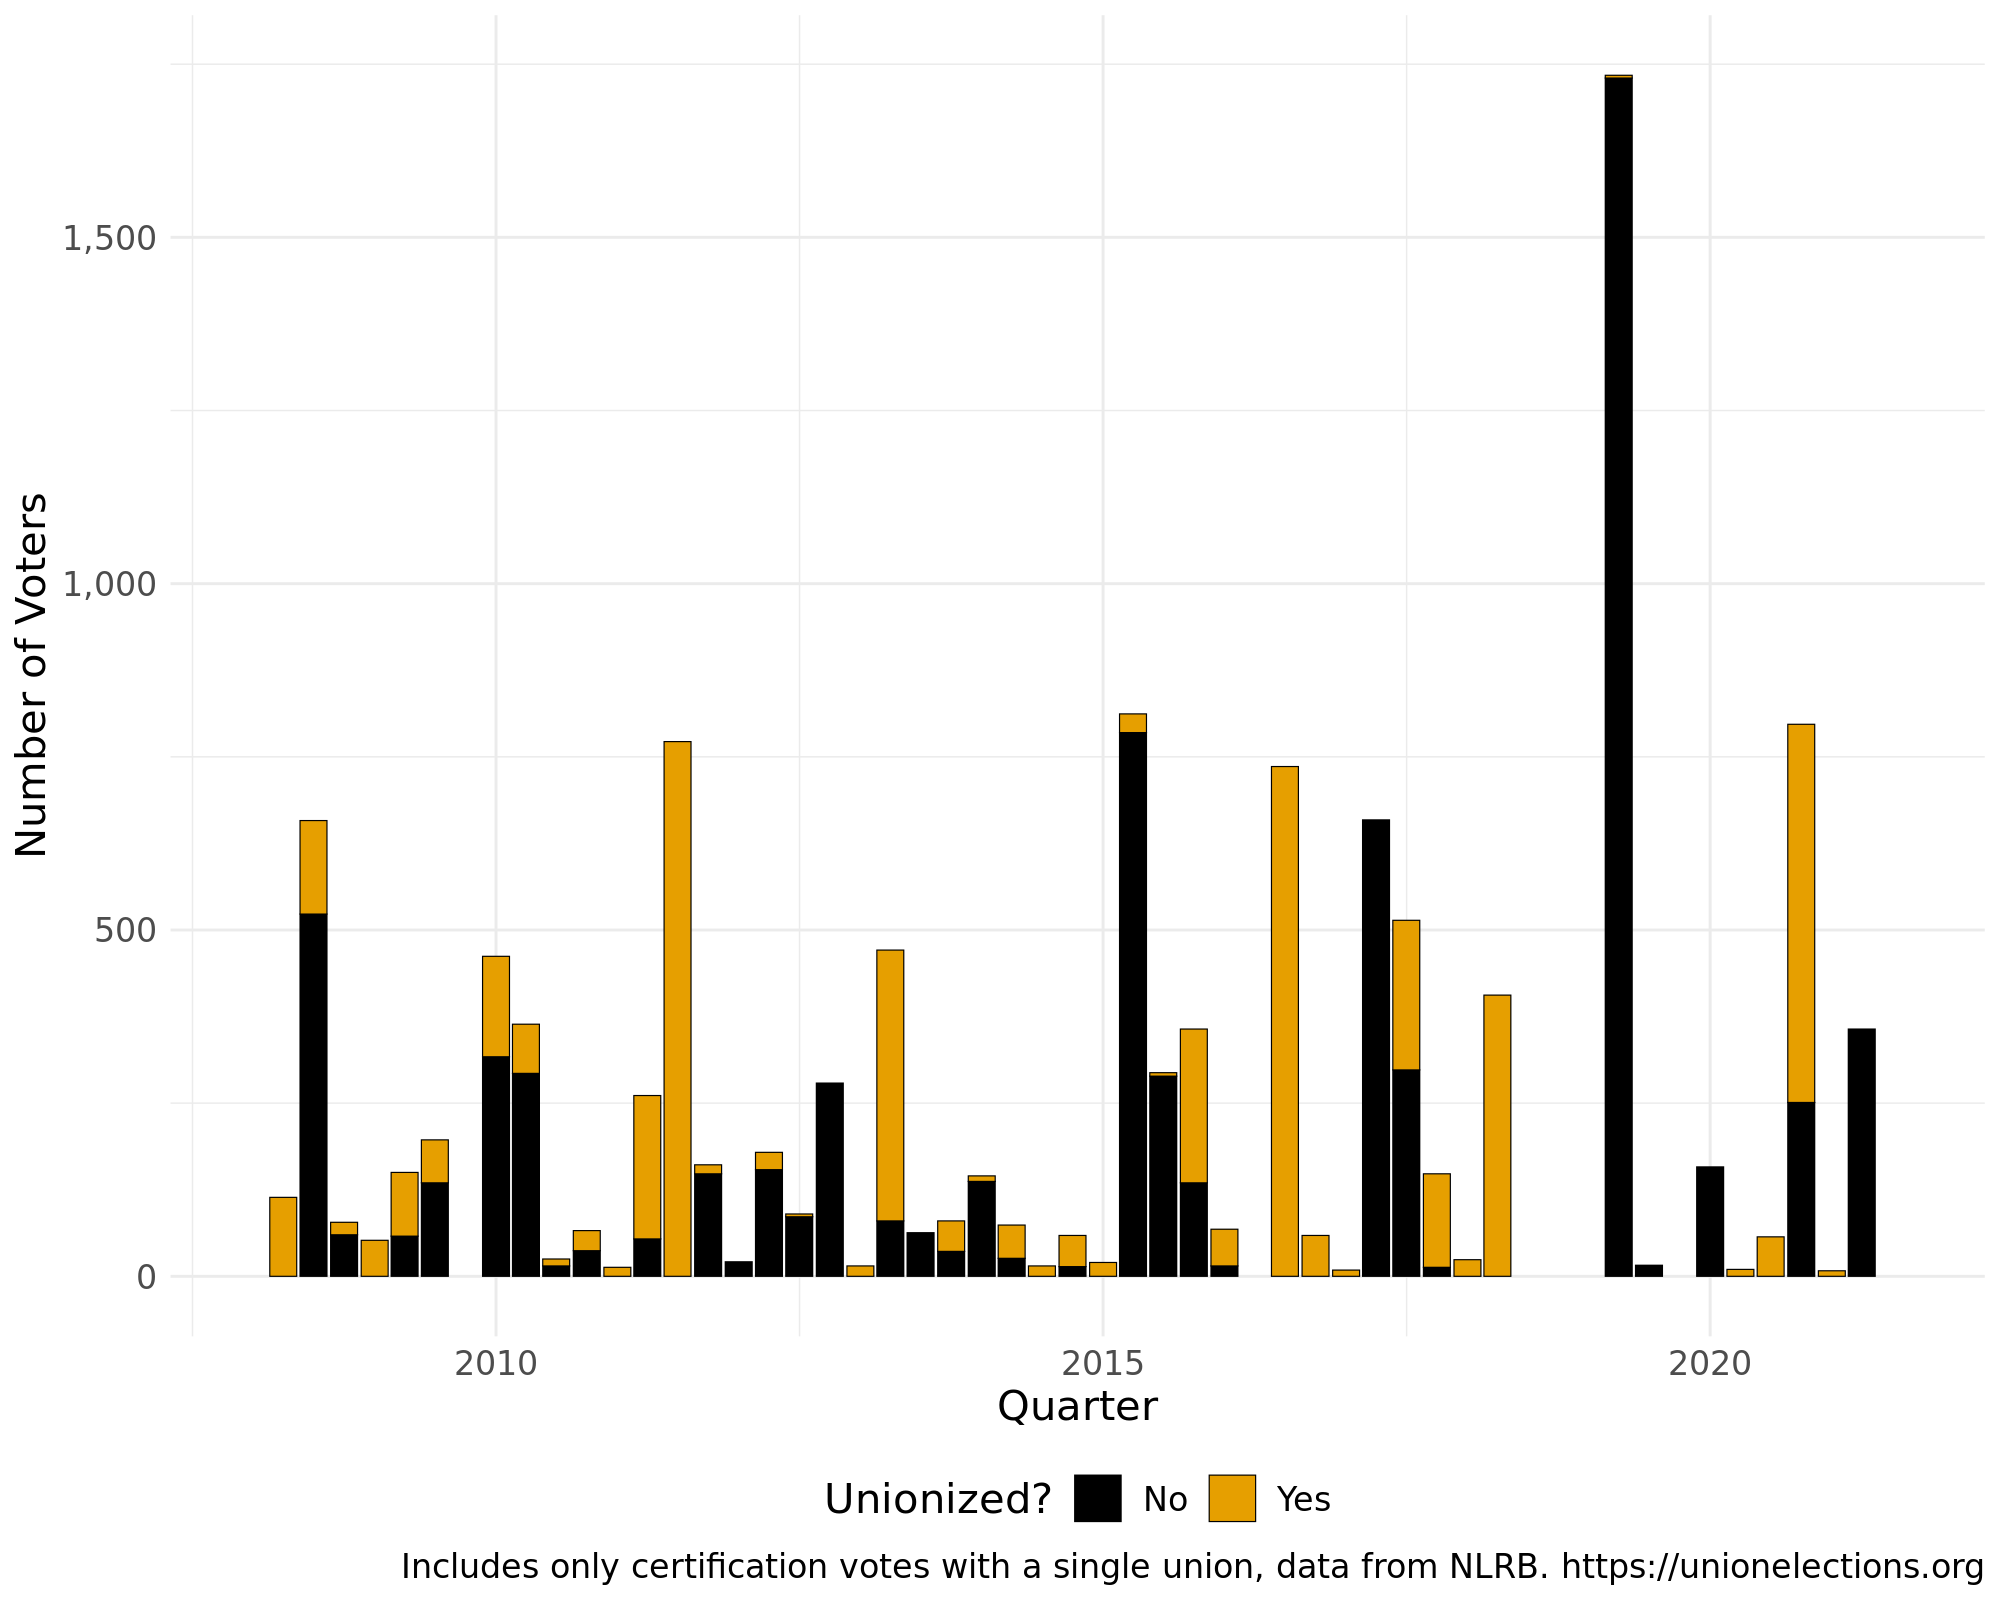 Number of Voters
1,500
1,000
500
0
2010 2015 2020
Quarter
Unionized? No Yes
Includes only certification votes with a single union, data from NLRB. https://unionelections.org